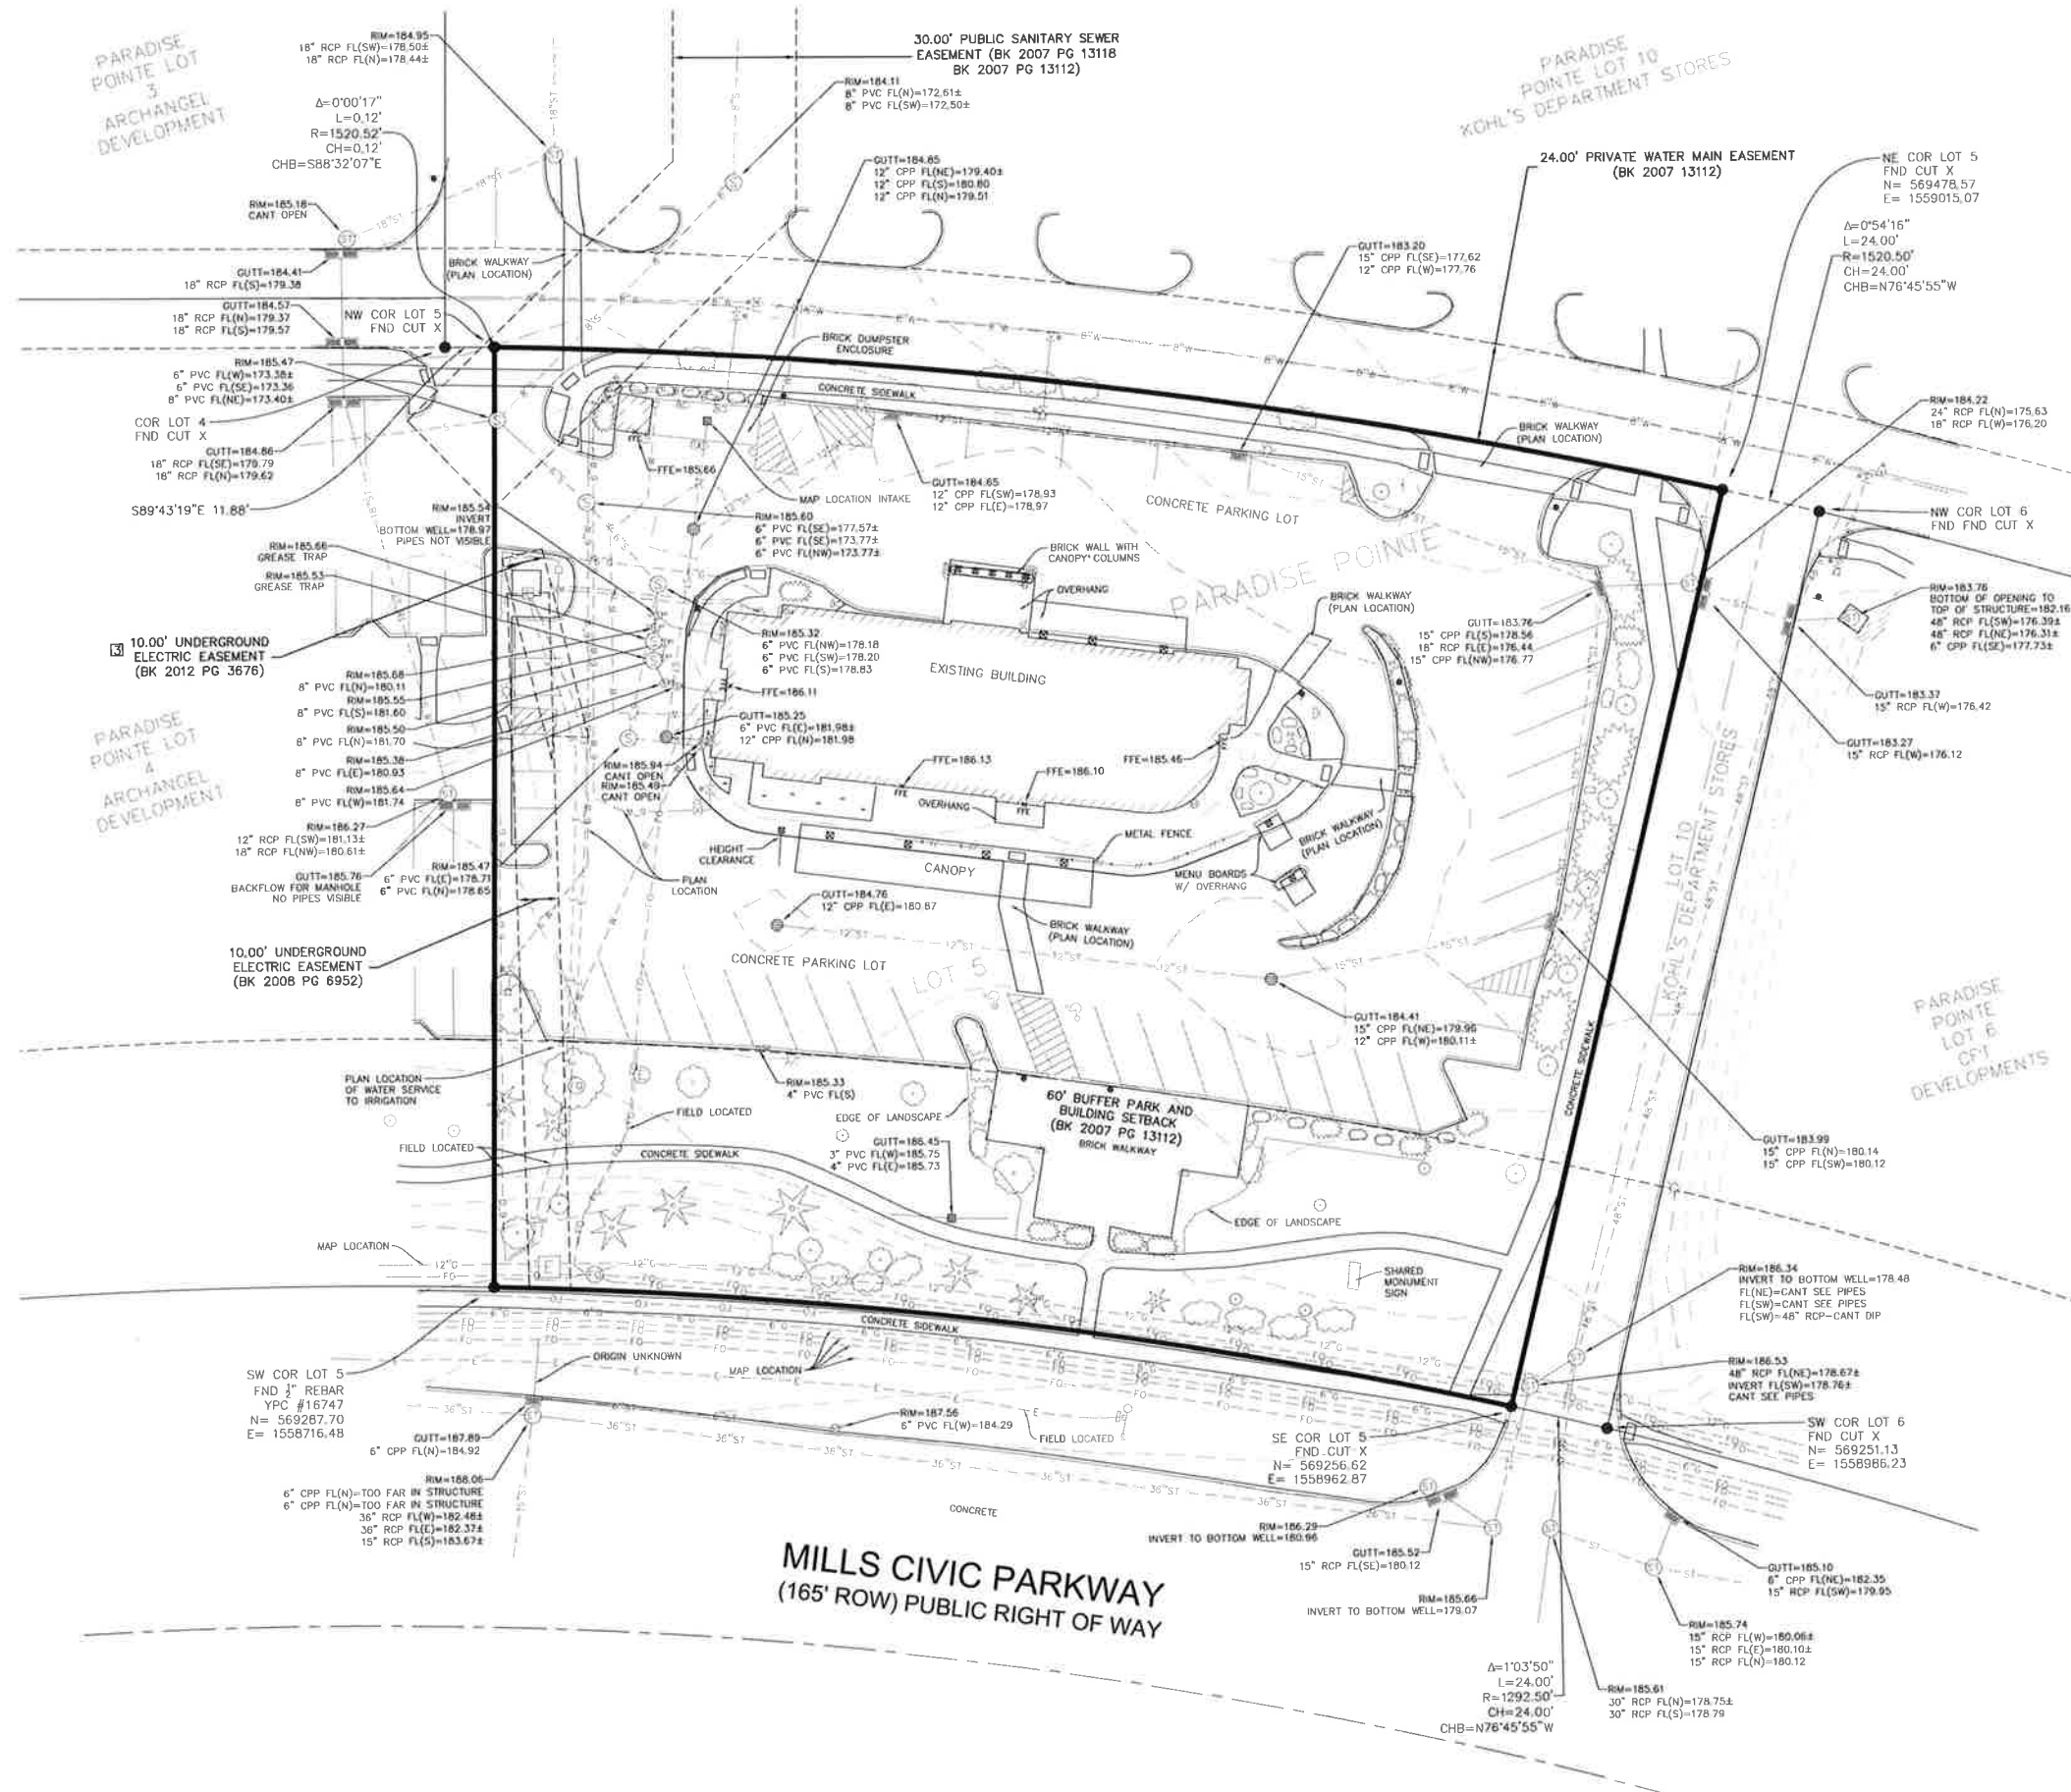 PARADISE
POINTE LOT
3
ARCHANGEL
DEVELOPMENT
RIM=184.95
18" RCP FL(SW)=178.50±
18" RCP FL(N)=178.44±
Δ=0°00'17"
L=0.12'
R=1520.52'
CH=0.12'
CHB=S88°32'07"E
30.00' PUBLIC SANITARY SEWER
EASEMENT (BK 2007 PG 13118
BK 2007 PG 13112)
RIM=184.11
8" PVC FL(N)=172.61±
8" PVC FL(SW)=172.50±
PARADISE
POINTE LOT 10
KOHL'S DEPARTMENT STORES
GUTT=184.85
12" CPP FL(NE)=179.40±
12" CPP FL(S)=180.80
12" CPP FL(N)=179.51
24.00' PRIVATE WATER MAIN EASEMENT
(BK 2007 13112)
NE COR LOT 5
FND CUT X
N= 569478.57
E= 1559015.07
Δ=0°54'16"
L=24.00'
R=1520.50'
CH=24.00'
CHB=N76°45'55"W
RIM=185.18
CANT OPEN
GUTT=184.41
18" RCP FL(S)=179.38
BRICK WALKWAY
(PLAN LOCATION)
GUTT=183.20
15" CPP FL(SE)=177.62
12" CPP FL(W)=177.76
GUTT=184.57
18" RCP FL(N)=179.37
18" RCP FL(S)=179.57
NW COR LOT 5
FND CUT X
BRICK DUMPSTER
ENCLOSURE
RIM=185.47
6" PVC FL(W)=173.38±
6" PVC FL(SE)=173.36
8" PVC FL(NE)=173.40±
CONCRETE SIDEWALK
COR LOT 4
FND CUT X
GUTT=184.86
18" RCP FL(SE)=179.79
18" RCP FL(N)=179.62
RIM=184.22
24" RCP FL(N)=175.63
18" RCP FL(W)=176.20
BRICK WALKWAY
(PLAN LOCATION)
FFE=185.66
S89°43'19"E 11.88'
MAP LOCATION INTAKE
GUTT=184.65
12" CPP FL(SW)=178.93
12" CPP FL(E)=178.97
CONCRETE PARKING LOT
NW COR LOT 6
FND FND CUT X
RIM=185.54
INVERT
BOTTOM WELL=178.97
PIPES NOT VISIBLE
RIM=185.60
6" PVC FL(SE)=177.57±
6" PVC FL(SE)=173.77±
6" PVC FL(NW)=173.77±
RIM=185.66
GREASE TRAP
RIM=185.53
GREASE TRAP
BRICK WALL WITH
CANOPY COLUMNS
OVERHANG
PARADISE POINTE
BRICK WALKWAY
(PLAN LOCATION)
RIM=183.76
BOTTOM OF OPENING TO
TOP OF STRUCTURE=182.16
48" RCP FL(SW)=176.39±
48" RCP FL(NE)=176.31±
6" CPP FL(SE)=177.73±
3 10.00' UNDERGROUND
ELECTRIC EASEMENT
(BK 2012 PG 3676)
RIM=185.32
6" PVC FL(NW)=178.18
6" PVC FL(SW)=178.20
6" PVC FL(S)=178.83
EXISTING BUILDING
GUTT=183.76
15" CPP FL(S)=178.56
18" RCP FL(E)=176.44
15" CPP FL(NW)=176.77
RIM=185.68
8" PVC FL(N)=180.11
RIM=185.55
8" PVC FL(S)=181.60
RIM=185.50
8" PVC FL(N)=181.70
RIM=185.38
8" PVC FL(E)=180.93
RIM=185.64
8" PVC FL(W)=181.74
FFE=186.11
GUTT=185.25
6" PVC FL(E)=181.98±
12" CPP FL(N)=181.98
GUTT=183.37
15" RCP FL(W)=176.42
GUTT=183.27
15" RCP FL(W)=176.12
PARADISE
POINTE LOT
4
ARCHANGEL
DEVELOPMENT
RIM=185.94
CANT OPEN
RIM=185.49
CANT OPEN
FFE=186.13
FFE=186.10
FFE=185.46
OVERHANG
RIM=186.27
12" RCP FL(SW)=181.13±
18" RCP FL(NW)=180.61±
HEIGHT
CLEARANCE
METAL FENCE
BRICK WALKWAY
(PLAN LOCATION)
CANOPY
MENU BOARDS
W/ OVERHANG
GUTT=185.76
BACKFLOW FOR MANHOLE
NO PIPES VISIBLE
RIM=185.47
6" PVC FL(E)=178.71
6" PVC FL(N)=178.65
PLAN
LOCATION
GUTT=184.76
12" CPP FL(E)=180.87
BRICK WALKWAY
(PLAN LOCATION)
LOT 10
KOHL'S DEPARTMENT STORES
10.00' UNDERGROUND
ELECTRIC EASEMENT
(BK 2008 PG 6952)
CONCRETE PARKING LOT
LOT 5
GUTT=184.41
15" CPP FL(NE)=179.96
12" CPP FL(W)=180.11±
PARADISE
POINTE
LOT 6
CFT
DEVELOPMENTS
PLAN LOCATION
OF WATER SERVICE
TO IRRIGATION
RIM=185.33
4" PVC FL(S)
FIELD LOCATED
EDGE OF LANDSCAPE
60' BUFFER PARK AND
BUILDING SETBACK
(BK 2007 PG 13112)
BRICK WALKWAY
CONCRETE SIDEWALK
GUTT=183.99
15" CPP FL(N)=180.14
15" CPP FL(SW)=180.12
FIELD LOCATED
CONCRETE SIDEWALK
GUTT=186.45
3" PVC FL(W)=185.75
4" PVC FL(E)=185.73
EDGE OF LANDSCAPE
MAP LOCATION
SHARED
MONUMENT
SIGN
RIM=186.34
INVERT TO BOTTOM WELL=178.48
FL(NE)=CANT SEE PIPES
FL(SW)=CANT SEE PIPES
FL(SW)=48" RCP-CANT DIP
CONCRETE SIDEWALK
ORIGIN UNKNOWN
MAP LOCATION
SW COR LOT 5
FND ½" REBAR
YPC #16747
N= 569267.70
E= 1558716.48
RIM=186.53
48" RCP FL(NE)=178.67±
INVERT FL(SW)=178.76±
CANT SEE PIPES
RIM=187.56
6" PVC FL(W)=184.29
FIELD LOCATED
SE COR LOT 5
FND CUT X
N= 569256.62
E= 1558962.87
SW COR LOT 6
FND CUT X
N= 569251.13
E= 1558986.23
GUTT=187.89
6" CPP FL(N)=184.92
RIM=188.06
6" CPP FL(N)=TOO FAR IN STRUCTURE
6" CPP FL(N)=TOO FAR IN STRUCTURE
36" RCP FL(W)=182.48±
36" RCP FL(E)=182.37±
15" RCP FL(S)=183.67±
CONCRETE
RIM=186.29
INVERT TO BOTTOM WELL=180.96
GUTT=185.52
15" RCP FL(SE)=180.12
RIM=185.66
INVERT TO BOTTOM WELL=179.07
GUTT=185.10
6" CPP FL(NE)=182.35
15" RCP FL(SW)=179.95
MILLS CIVIC PARKWAY
(165' ROW) PUBLIC RIGHT OF WAY
RIM=185.74
15" RCP FL(W)=180.06±
15" RCP FL(E)=180.10±
15" RCP FL(N)=180.12
Δ=1°03'50"
L=24.00'
R=1292.50'
CH=24.00'
CHB=N76°45'55"W
RIM=185.61
30" RCP FL(N)=178.75±
30" RCP FL(S)=178.79